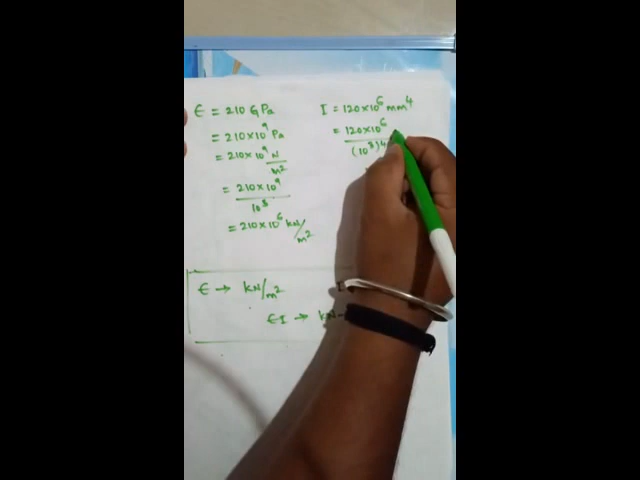 E = 210 GPa
= 210×10⁹ Pa
= 210×10⁹ N/m²
= 210×10⁹/10³
= 210×10⁶ kN/m²
I = 120×10⁶ mm⁴
= 120×10⁶/(10³)⁴
E → kN/m²
I
EI → kN-